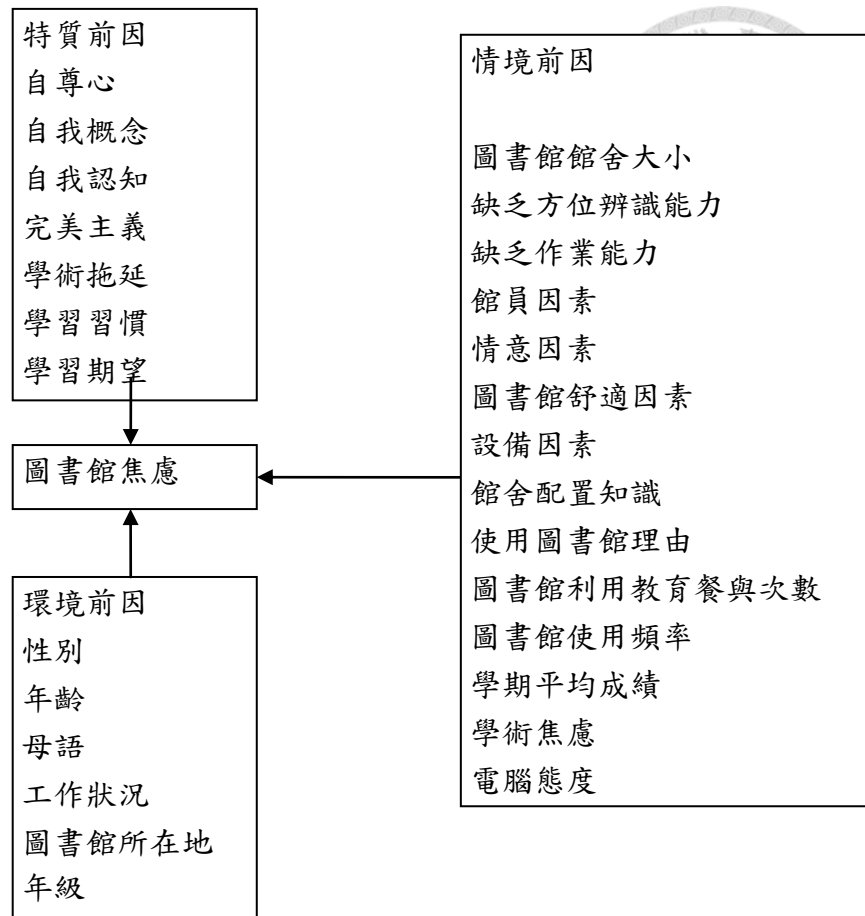 特質前因
自尊心
自我概念
自我認知
完美主義
學術拖延
學習習慣
學習期望
圖書館焦慮
環境前因
性別
年齡
母語
工作狀況
圖書館所在地
年級
情境前因
圖書館館舍大小
缺乏方位辨識能力
缺乏作業能力
館員因素
情意因素
圖書館舒適因素
設備因素
館舍配置知識
使用圖書館理由
圖書館利用教育餐與次數
圖書館使用頻率
學期平均成績
學術焦慮
電腦態度